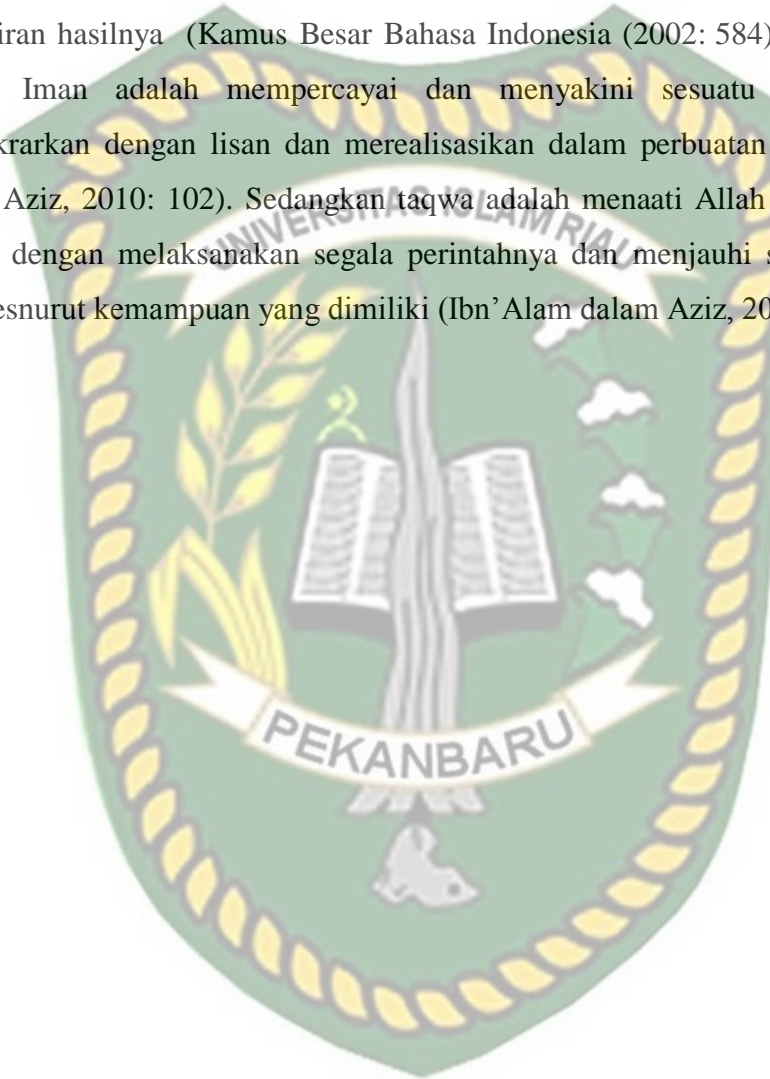 iran hasilnya (Kamus Besar Bahasa Indonesia (2002: 584)
Iman adalah mempercayai dan menyakini sesuatu
krarkan dengan lisan dan merealisasikan dalam perbuatan
Aziz, 2010: 102). Sedangkan taqwa adalah menaati Allah
dengan melaksanakan segala perintahnya dan menjauhi s
esnurut kemampuan yang dimiliki (Ibn’Alam dalam Aziz, 20
UNIVERSITAS ISLAM RIAU
PEKANBARU